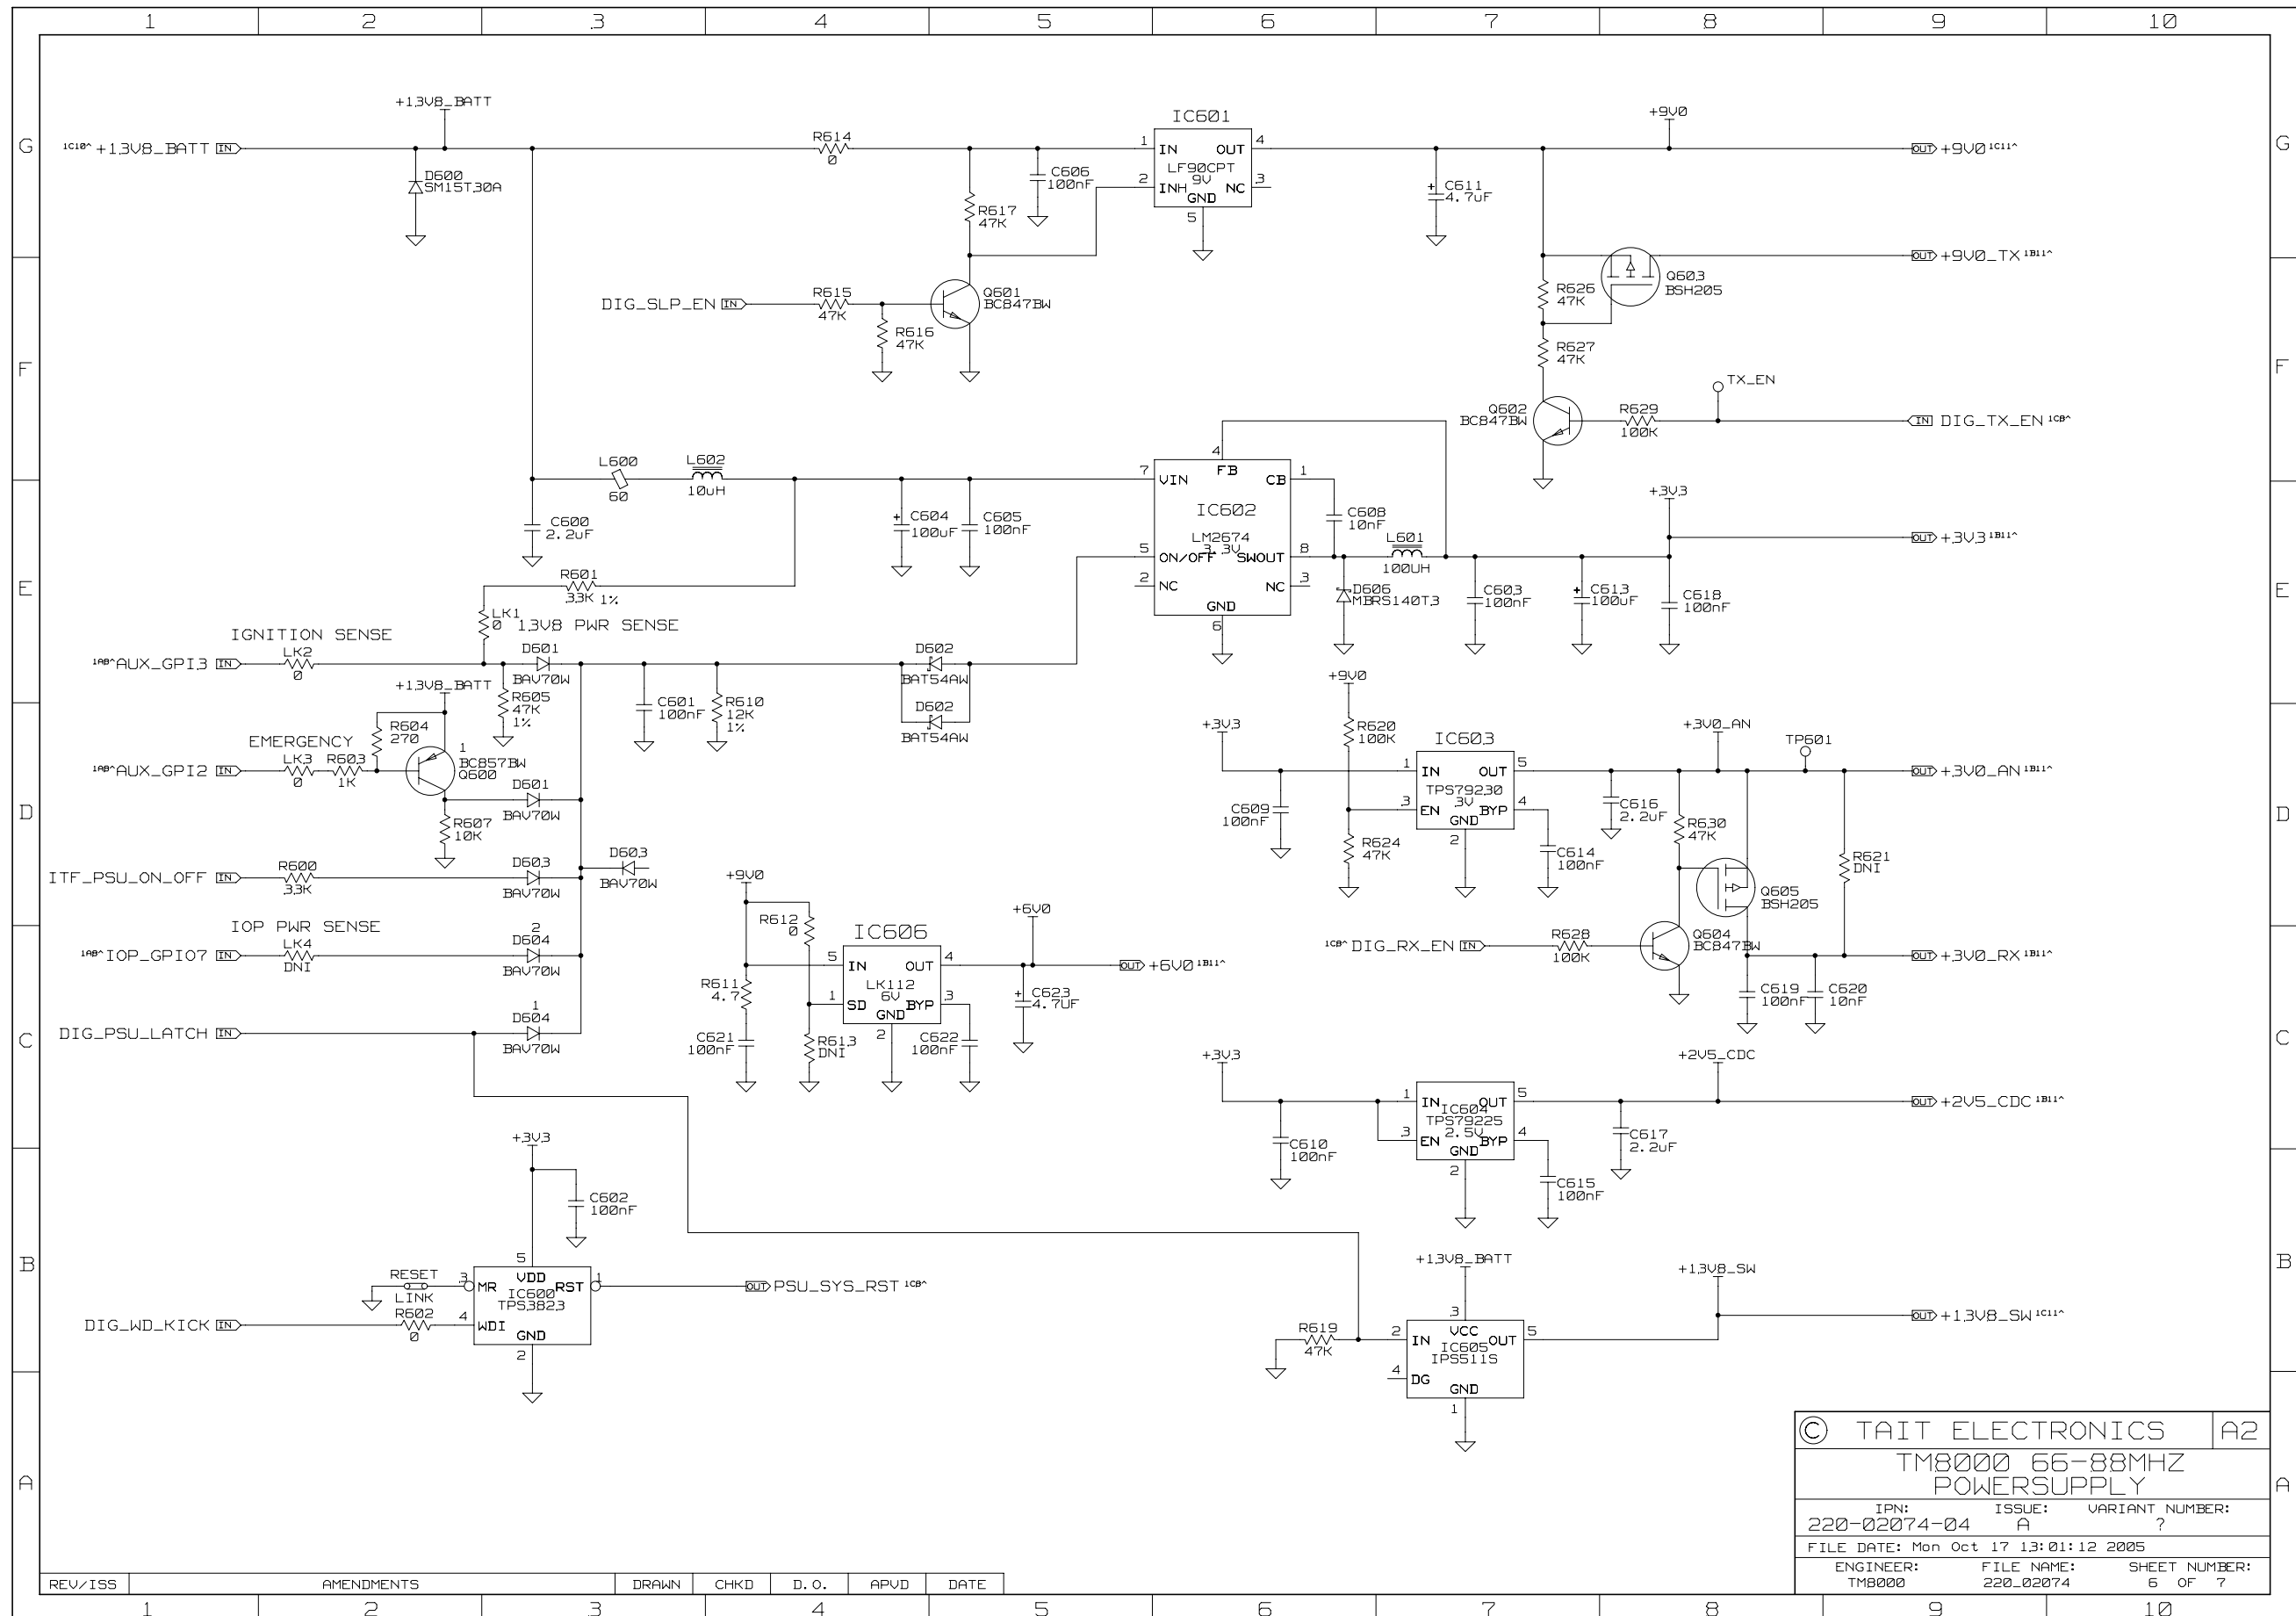 1 2 3 4 5 6 7 8 9 10
G
F
E
D
C
B
A
G
F
E
D
C
B
A
+13V8_BATT
1C10^ +13V8_BATT IN
D600
SM15T30A
R614
0
R617
47K
C606
100nF
IC601
1 IN OUT 4
LF90CPT
9V
2 INH NC 3
GND
5
C611
4.7uF
+9V0
OUT +9V0 1C11^
OUT +9V0_TX 1B11^
Q603
BSH205
R626
47K
R627
47K
DIG_SLP_EN IN
R615
47K
R616
47K
Q601
BC847BW
TX_EN
Q602
BC847BW
R629
100K
IN DIG_TX_EN 1C8^
L600
60
L602
10uH
C600
2.2uF
C604
100uF
C605
100nF
4
FB
7 VIN CB 1
IC602
LM2674
3.3V
5 ON/OFF SWOUT 8
2 NC NC 3
GND
6
C608
10nF
L601
100UH
D606
MBRS140T3
C603
100nF
C613
100uF
C618
100nF
+3V3
OUT +3V3 1B11^
R601
33K 1%
LK1
0 13V8 PWR SENSE
IGNITION SENSE
1A8^ AUX_GPI3 IN
LK2
0
D601
BAV70W
R605
47K
1%
C601
100nF
R610
12K
1%
D602
BAT54AW
D602
BAT54AW
+13V8_BATT
R604
270
EMERGENCY
1A8^ AUX_GPI2 IN
LK3
0
R603
1K
1
BC857BW
Q600
R607
10K
D601
BAV70W
ITF_PSU_ON_OFF IN
R600
33K
D603
BAV70W
D603
BAV70W
IOP PWR SENSE
1A8^ IOP_GPIO7 IN
LK4
DNI
2
D604
BAV70W
DIG_PSU_LATCH IN
1
D604
BAV70W
+9V0
R612
0
R611
4.7
C621
100nF
R613
DNI
IC606
5 IN OUT 4
LK112
6V
1 SD BYP 3
GND
2
C622
100nF
+6V0
C623
4.7UF
OUT +6V0 1B11^
+3V3
+9V0
R620
100K
C609
100nF
R624
47K
IC603
1 IN OUT 5
TPS79230
3V
3 EN BYP 4
GND
2
C614
100nF
C616
2.2uF
+3V0_AN
TP601
OUT +3V0_AN 1B11^
R630
47K
Q605
BSH205
R621
DNI
1C8^ DIG_RX_EN IN
R628
100K
Q604
BC847BW
C619
100nF
C620
10nF
OUT +3V0_RX 1B11^
+3V3
C610
100nF
1 IN OUT 5
IC604
TPS79225
2.5V
3 EN BYP 4
GND
2
C615
100nF
+2V5_CDC
C617
2.2uF
OUT +2V5_CDC 1B11^
+3V3
C602
100nF
5
VDD
RESET
LINK
3 MR RST 1
IC600
TPS3823
4 WDI
GND
2
DIG_WD_KICK IN
R602
0
OUT PSU_SYS_RST 1C8^
+13V8_BATT
R619
47K
3
VCC
2 IN OUT 5
IC605
IPS511S
4 DG
GND
1
+13V8_SW
OUT +13V8_SW 1C11^
© TAIT ELECTRONICS A2
TM8000 66-88MHZ
POWERSUPPLY
IPN: ISSUE: VARIANT NUMBER:
220-02074-04 A ?
FILE DATE: Mon Oct 17 13:01:12 2005
ENGINEER: FILE NAME: SHEET NUMBER:
TM8000 220_02074 6 OF 7
REV/ISS AMENDMENTS DRAWN CHKD D.O. APVD DATE
1 2 3 4 5 6 7 8 9 10